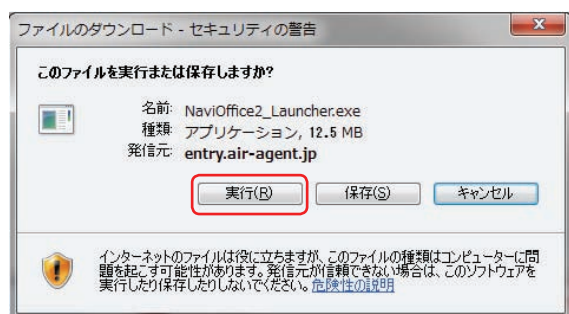 ファイルのダウンロード - セキュリティの警告
このファイルを実行または保存しますか?
名前: NaviOffice2_Launcher.exe
種類: アプリケーション, 12.5 MB
発信元: entry.air-agent.jp
実行(R) 保存(S) キャンセル
インターネットのファイルは役に立ちますが、このファイルの種類はコンピューターに問
題を起こす可能性があります。発信元が信頼できない場合は、このソフトウェアを
実行したり保存したりしないでください。危険性の説明